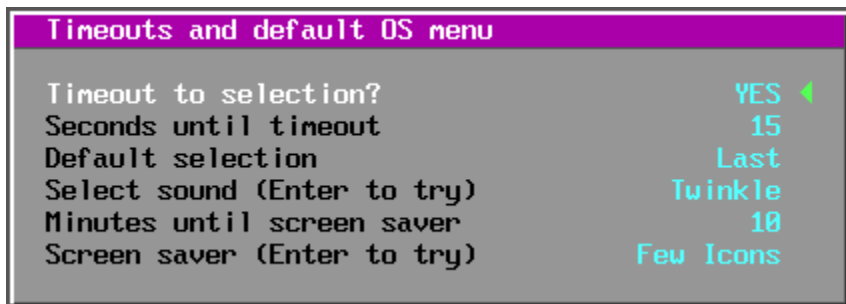 Timeouts and default OS menu
Timeout to selection? YES
Seconds until timeout 15
Default selection Last
Select sound (Enter to try) Twinkle
Minutes until screen saver 10
Screen saver (Enter to try) Few Icons